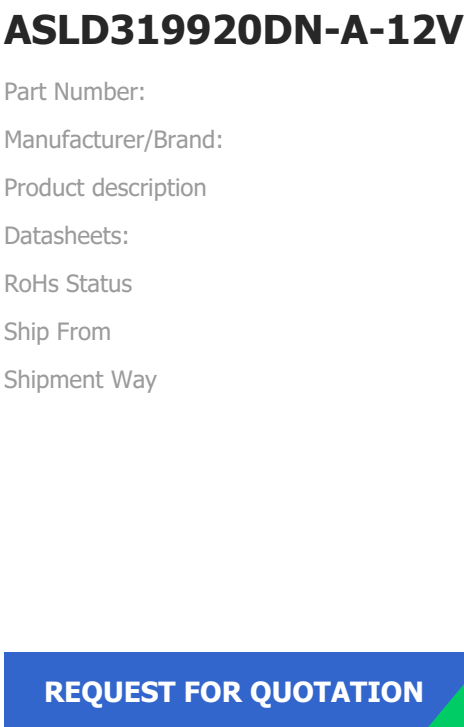 ASLD319920DN-A-12V
Part Number:
Manufacturer/Brand:
Product description
Datasheets:
RoHs Status
Ship From
Shipment Way
REQUEST FOR QUOTATION